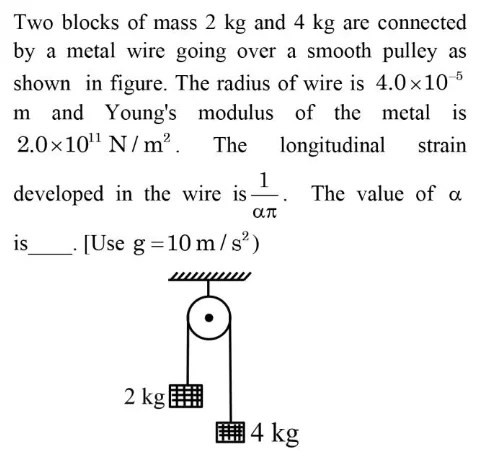 Two blocks of mass 2 kg and 4 kg are connected
by a metal wire going over a smooth pulley as
shown in figure. The radius of wire is 4.0×10⁻⁵
m and Young's modulus of the metal is
2.0×10¹¹ N/m². The longitudinal strain
developed in the wire is 1/απ. The value of α
is____. [Use g=10 m/s²)
2 kg
4 kg